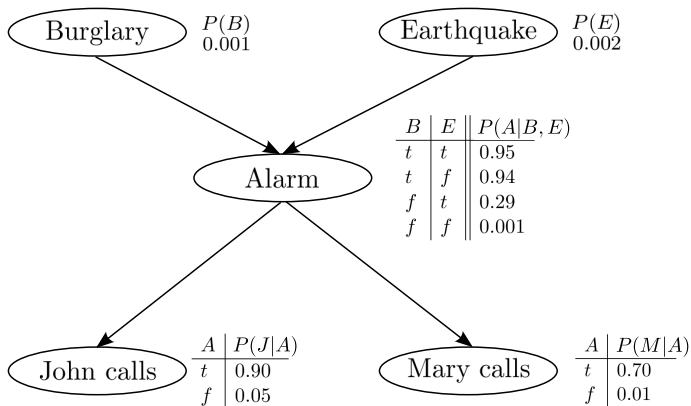 Burglary
P(B)
0.001
Earthquake
P(E)
0.002
Alarm
B E P(A|B, E)
t t 0.95
t f 0.94
f t 0.29
f f 0.001
John calls
A P(J|A)
t 0.90
f 0.05
Mary calls
A P(M|A)
t 0.70
f 0.01